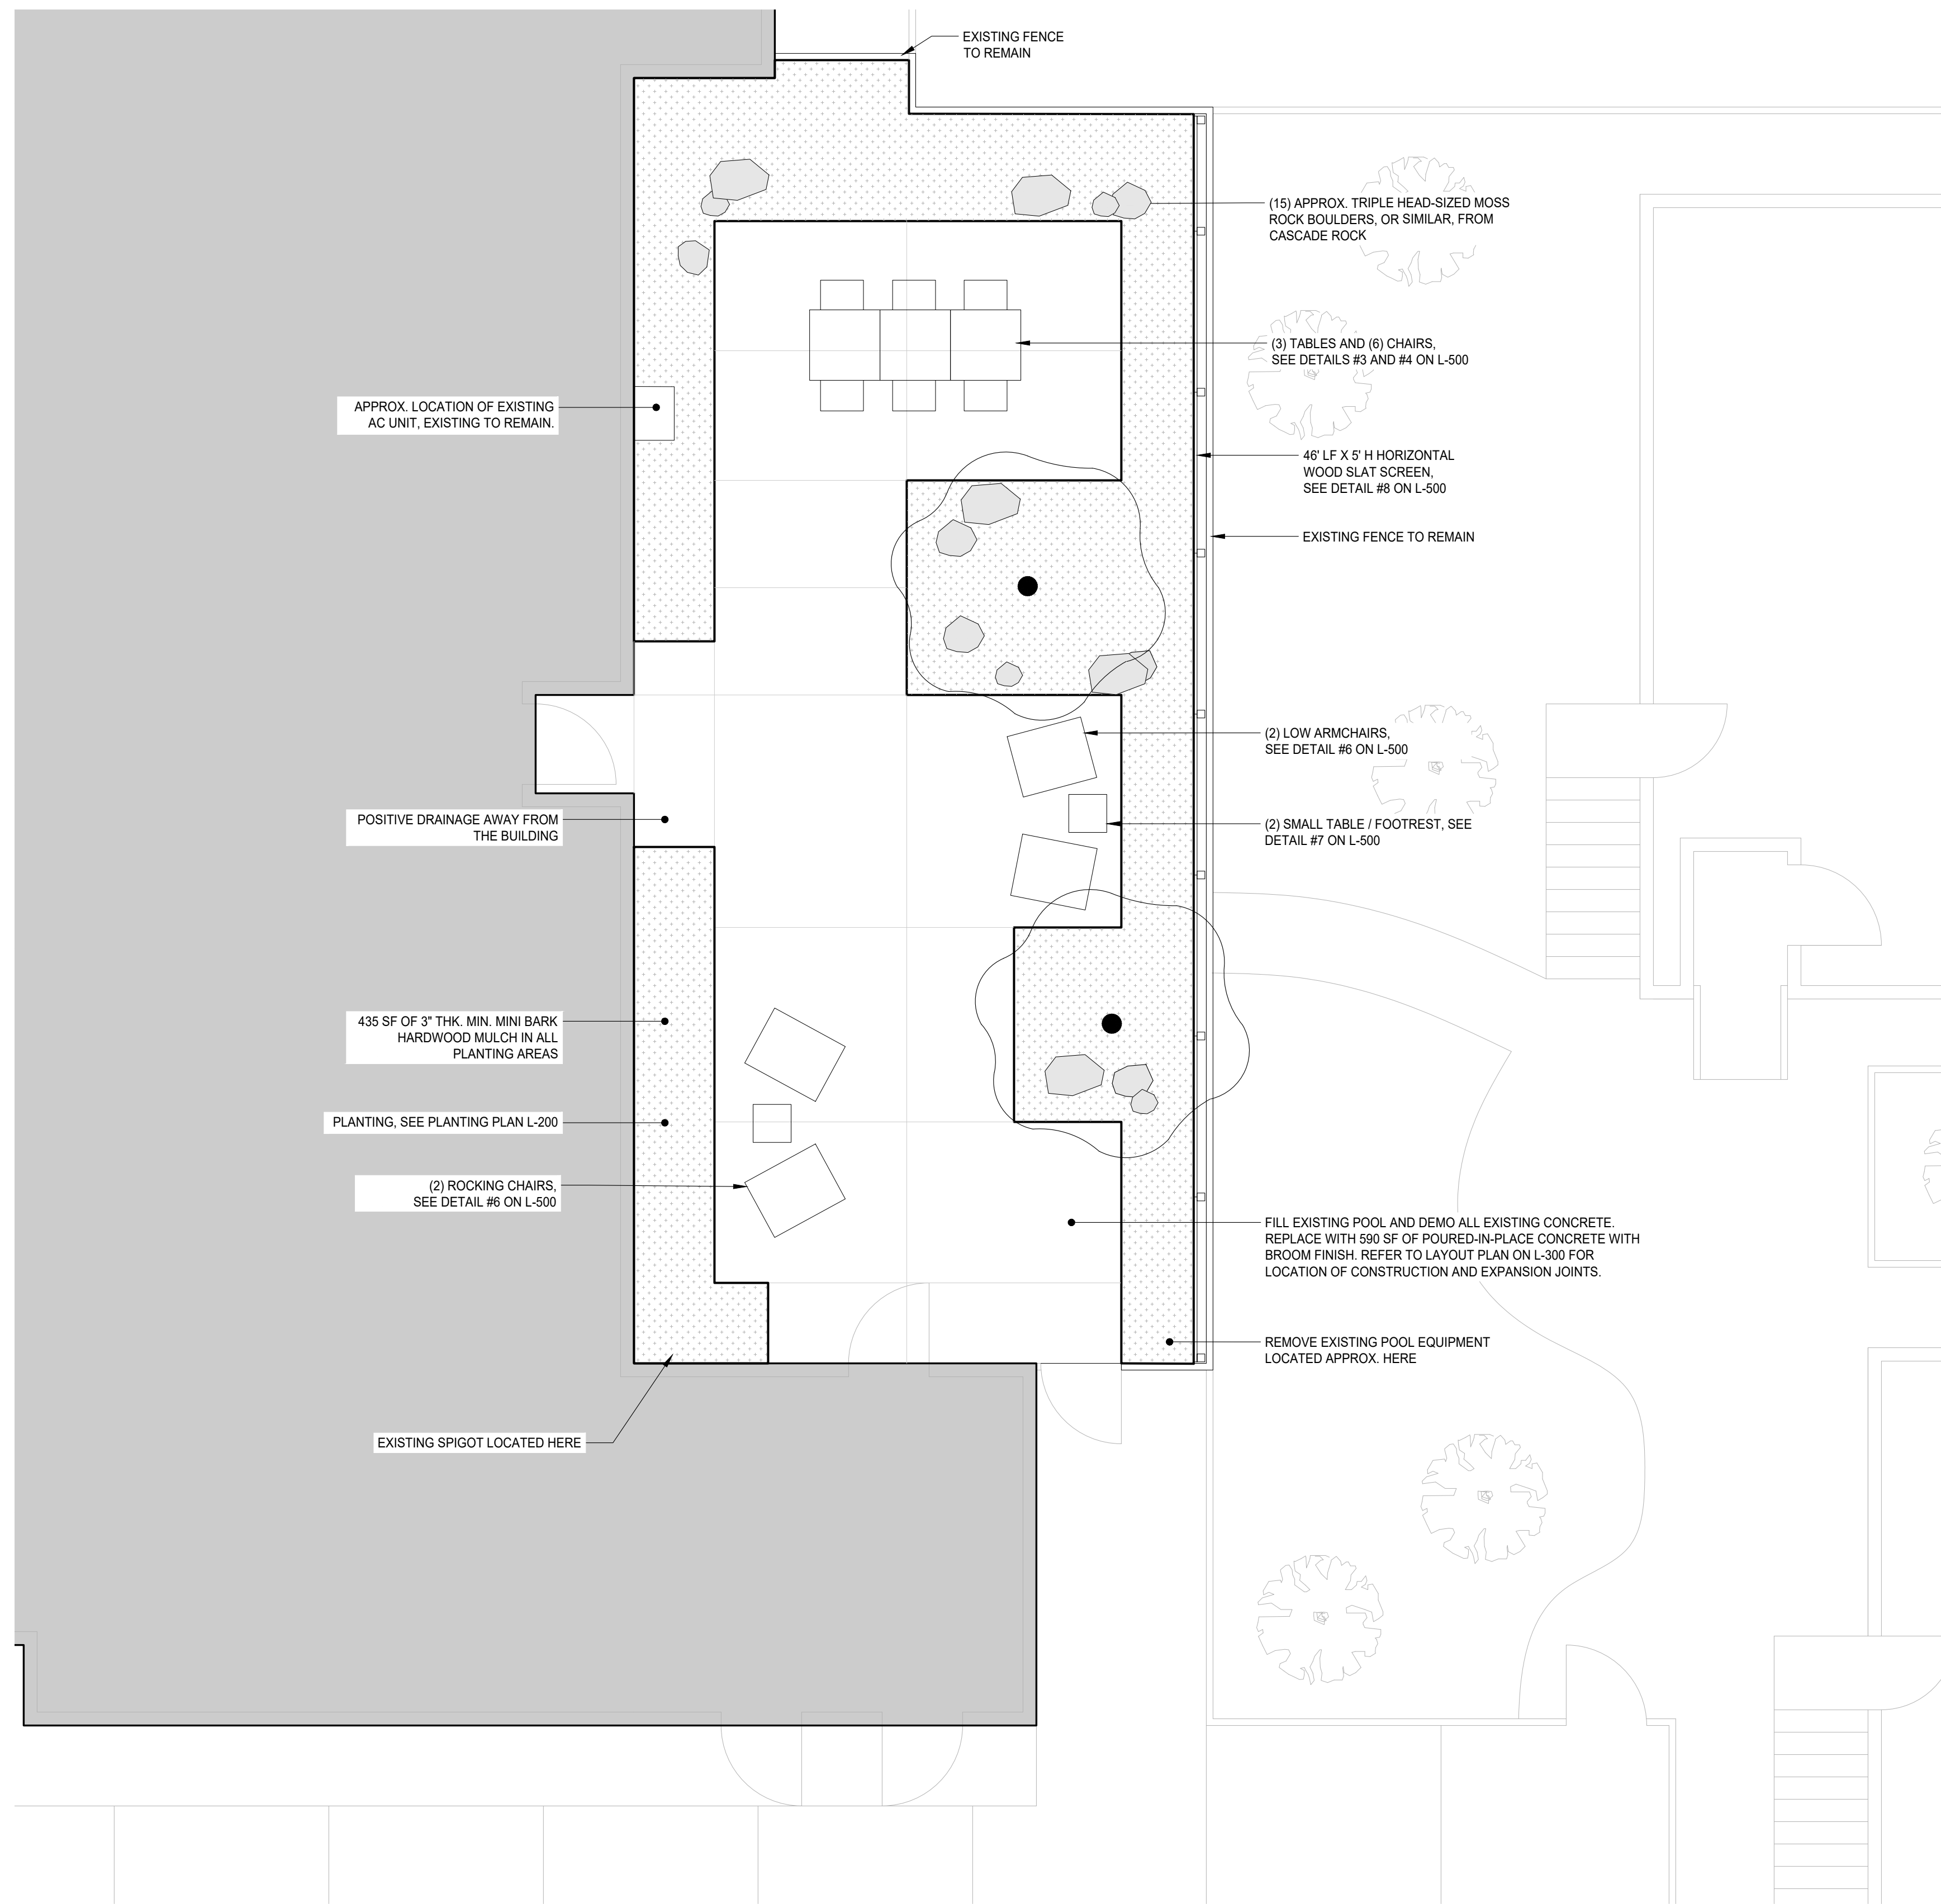 EXISTING FENCE
TO REMAIN
(15) APPROX. TRIPLE HEAD-SIZED MOSS
ROCK BOULDERS, OR SIMILAR, FROM
CASCADE ROCK
(3) TABLES AND (6) CHAIRS,
SEE DETAILS #3 AND #4 ON L-500
APPROX. LOCATION OF EXISTING
AC UNIT, EXISTING TO REMAIN.
46' LF X 5' H HORIZONTAL
WOOD SLAT SCREEN,
SEE DETAIL #8 ON L-500
EXISTING FENCE TO REMAIN
(2) LOW ARMCHAIRS,
SEE DETAIL #6 ON L-500
POSITIVE DRAINAGE AWAY FROM
THE BUILDING
(2) SMALL TABLE / FOOTREST, SEE
DETAIL #7 ON L-500
435 SF OF 3" THK. MIN. MINI BARK
HARDWOOD MULCH IN ALL
PLANTING AREAS
PLANTING, SEE PLANTING PLAN L-200
(2) ROCKING CHAIRS,
SEE DETAIL #6 ON L-500
FILL EXISTING POOL AND DEMO ALL EXISTING CONCRETE.
REPLACE WITH 590 SF OF POURED-IN-PLACE CONCRETE WITH
BROOM FINISH. REFER TO LAYOUT PLAN ON L-300 FOR
LOCATION OF CONSTRUCTION AND EXPANSION JOINTS.
REMOVE EXISTING POOL EQUIPMENT
LOCATED APPROX. HERE
EXISTING SPIGOT LOCATED HERE